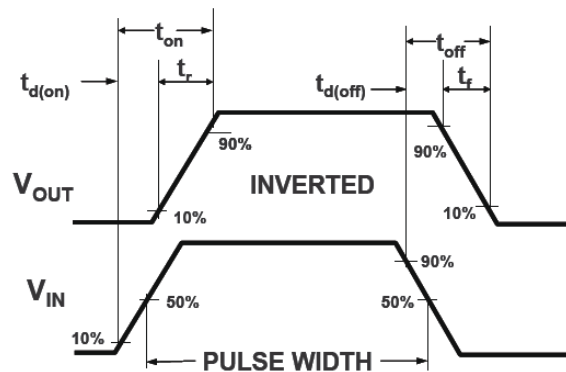 t_on
t_off
t_d(on)
t_r
t_d(off)
t_f
90%
90%
V_OUT
INVERTED
10%
10%
90%
V_IN
50%
50%
10%
PULSE WIDTH